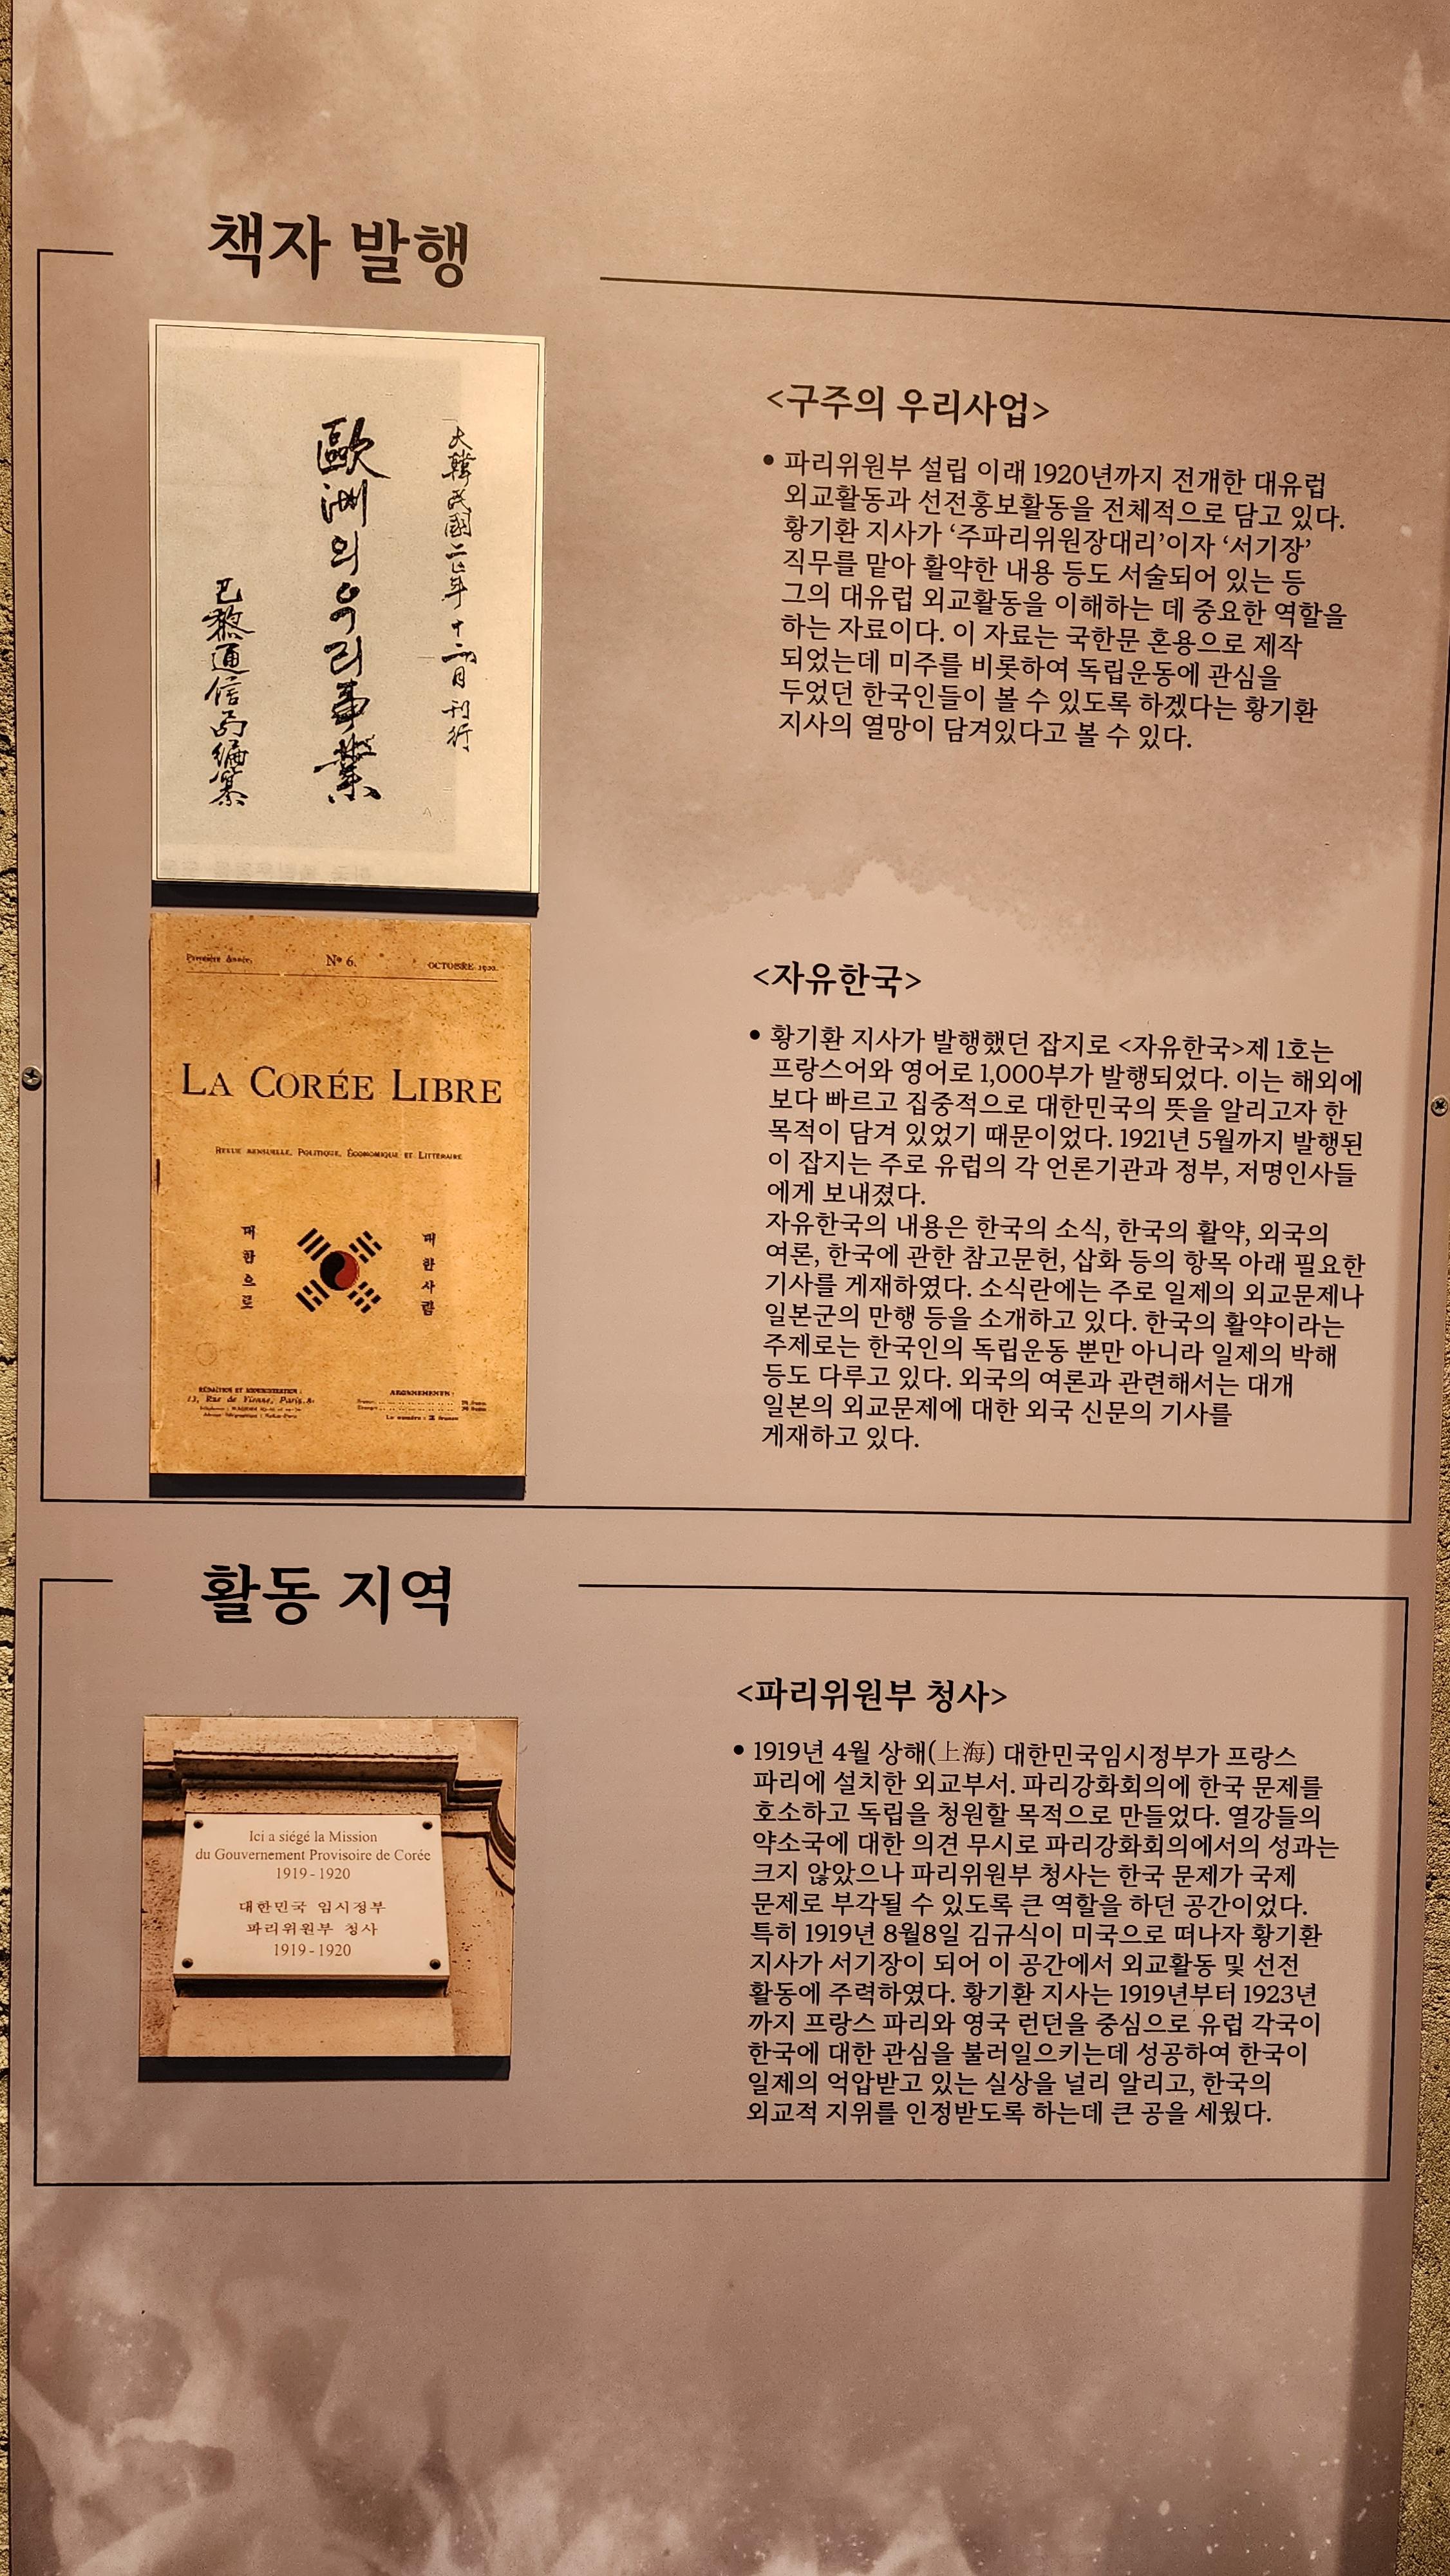 책자 발행
大韓民國二年十二月刊行
歐洲의우리事業
巴黎通信局編纂
<구주의 우리사업>
• 파리위원부 설립 이래 1920년까지 전개한 대유럽
외교활동과 선전홍보활동을 전체적으로 담고 있다.
황기환 지사가 ‘주파리위원장대리’이자 ‘서기장’
직무를 맡아 활약한 내용 등도 서술되어 있는 등
그의 대유럽 외교활동을 이해하는 데 중요한 역할을
하는 자료이다. 이 자료는 국한문 혼용으로 제작
되었는데 미주를 비롯하여 독립운동에 관심을
두었던 한국인들이 볼 수 있도록 하겠다는 황기환
지사의 열망이 담겨있다고 볼 수 있다.
Première Année. Nº 6. OCTOBRE 1920.
LA CORÉE LIBRE
REVUE MENSUELLE, POLITIQUE, ÉCONOMIQUE ET LITTÉRAIRE
대한으로
대한사람
RÉDACTION ET ADMINISTRATION :
13, Rue de Vienne, Paris.8e
ABONNEMENTS :
Le numéro : 2 francs
<자유한국>
• 황기환 지사가 발행했던 잡지로 <자유한국>제 1호는
프랑스어와 영어로 1,000부가 발행되었다. 이는 해외에
보다 빠르고 집중적으로 대한민국의 뜻을 알리고자 한
목적이 담겨 있었기 때문이었다. 1921년 5월까지 발행된
이 잡지는 주로 유럽의 각 언론기관과 정부, 저명인사들
에게 보내졌다.
자유한국의 내용은 한국의 소식, 한국의 활약, 외국의
여론, 한국에 관한 참고문헌, 삽화 등의 항목 아래 필요한
기사를 게재하였다. 소식란에는 주로 일제의 외교문제나
일본군의 만행 등을 소개하고 있다. 한국의 활약이라는
주제로는 한국인의 독립운동 뿐만 아니라 일제의 박해
등도 다루고 있다. 외국의 여론과 관련해서는 대개
일본의 외교문제에 대한 외국 신문의 기사를
게재하고 있다.
활동 지역
Ici a siégé la Mission
du Gouvernement Provisoire de Corée
1919-1920
대한민국 임시정부
파리위원부 청사
1919-1920
<파리위원부 청사>
• 1919년 4월 상해(上海) 대한민국임시정부가 프랑스
파리에 설치한 외교부서. 파리강화회의에 한국 문제를
호소하고 독립을 청원할 목적으로 만들었다. 열강들의
약소국에 대한 의견 무시로 파리강화회의에서의 성과는
크지 않았으나 파리위원부 청사는 한국 문제가 국제
문제로 부각될 수 있도록 큰 역할을 하던 공간이었다.
특히 1919년 8월8일 김규식이 미국으로 떠나자 황기환
지사가 서기장이 되어 이 공간에서 외교활동 및 선전
활동에 주력하였다. 황기환 지사는 1919년부터 1923년
까지 프랑스 파리와 영국 런던을 중심으로 유럽 각국이
한국에 대한 관심을 불러일으키는데 성공하여 한국이
일제의 억압받고 있는 실상을 널리 알리고, 한국의
외교적 지위를 인정받도록 하는데 큰 공을 세웠다.